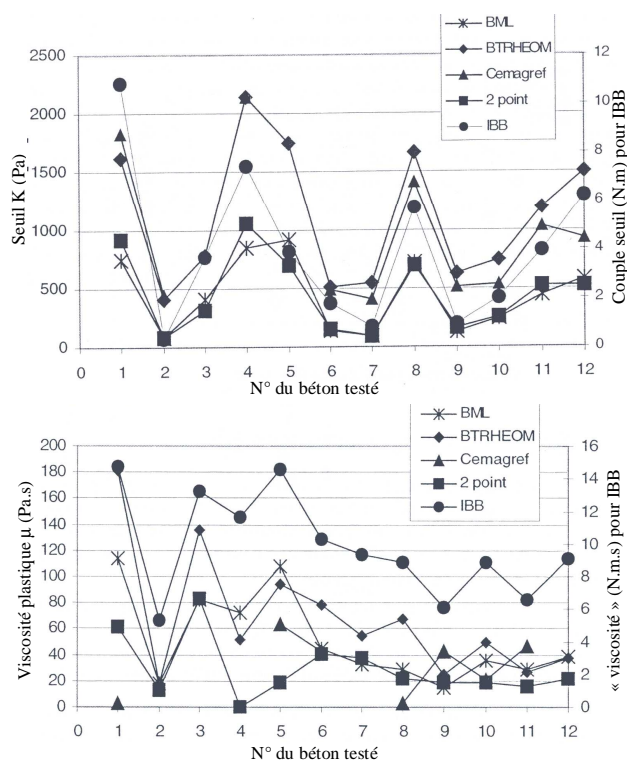 BML
BTRHEOM
Cemagref
2 point
IBB
2500
2000
1500
1000
500
0
Seuil K (Pa)
12
10
8
6
4
2
0
Couple seuil (N.m) pour IBB
0 1 2 3 4 5 6 7 8 9 10 11 12
N° du béton testé
BML
BTRHEOM
Cemagref
2 point
IBB
200
180
160
140
120
100
80
60
40
20
0
Viscosité plastique µ (Pa.s)
16
14
12
10
8
6
4
2
0
« viscosité » (N.m.s) pour IBB
0 1 2 3 4 5 6 7 8 9 10 11 12
N° du béton testé